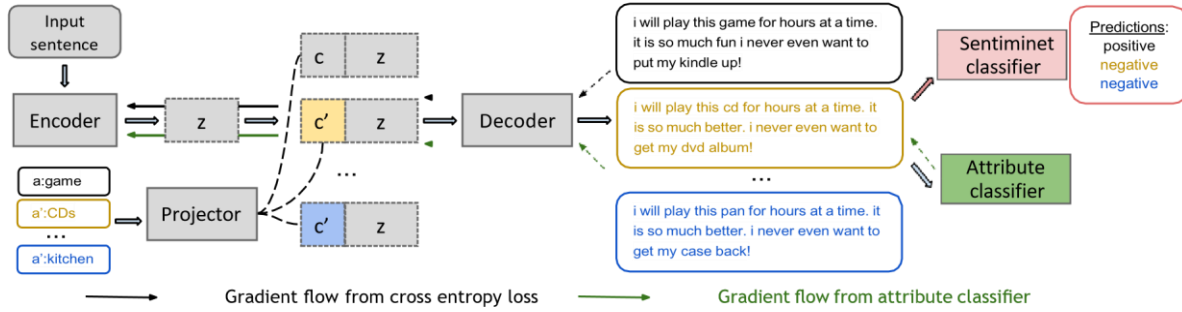 Input
sentence
Encoder
z
c
z
c'
z
...
c'
z
Decoder
a:game
a':CDs
...
a':kitchen
Projector
i will play this game for hours at a time.
it is so much fun i never even want to
put my kindle up!
i will play this cd for hours at a time. it
is so much better. i never even want to
get my dvd album!
...
i will play this pan for hours at a time. it
is so much better. i never even want to
get my case back!
Sentiminet
classifier
Predictions:
positive
negative
negative
Attribute
classifier
Gradient flow from cross entropy loss
Gradient flow from attribute classifier